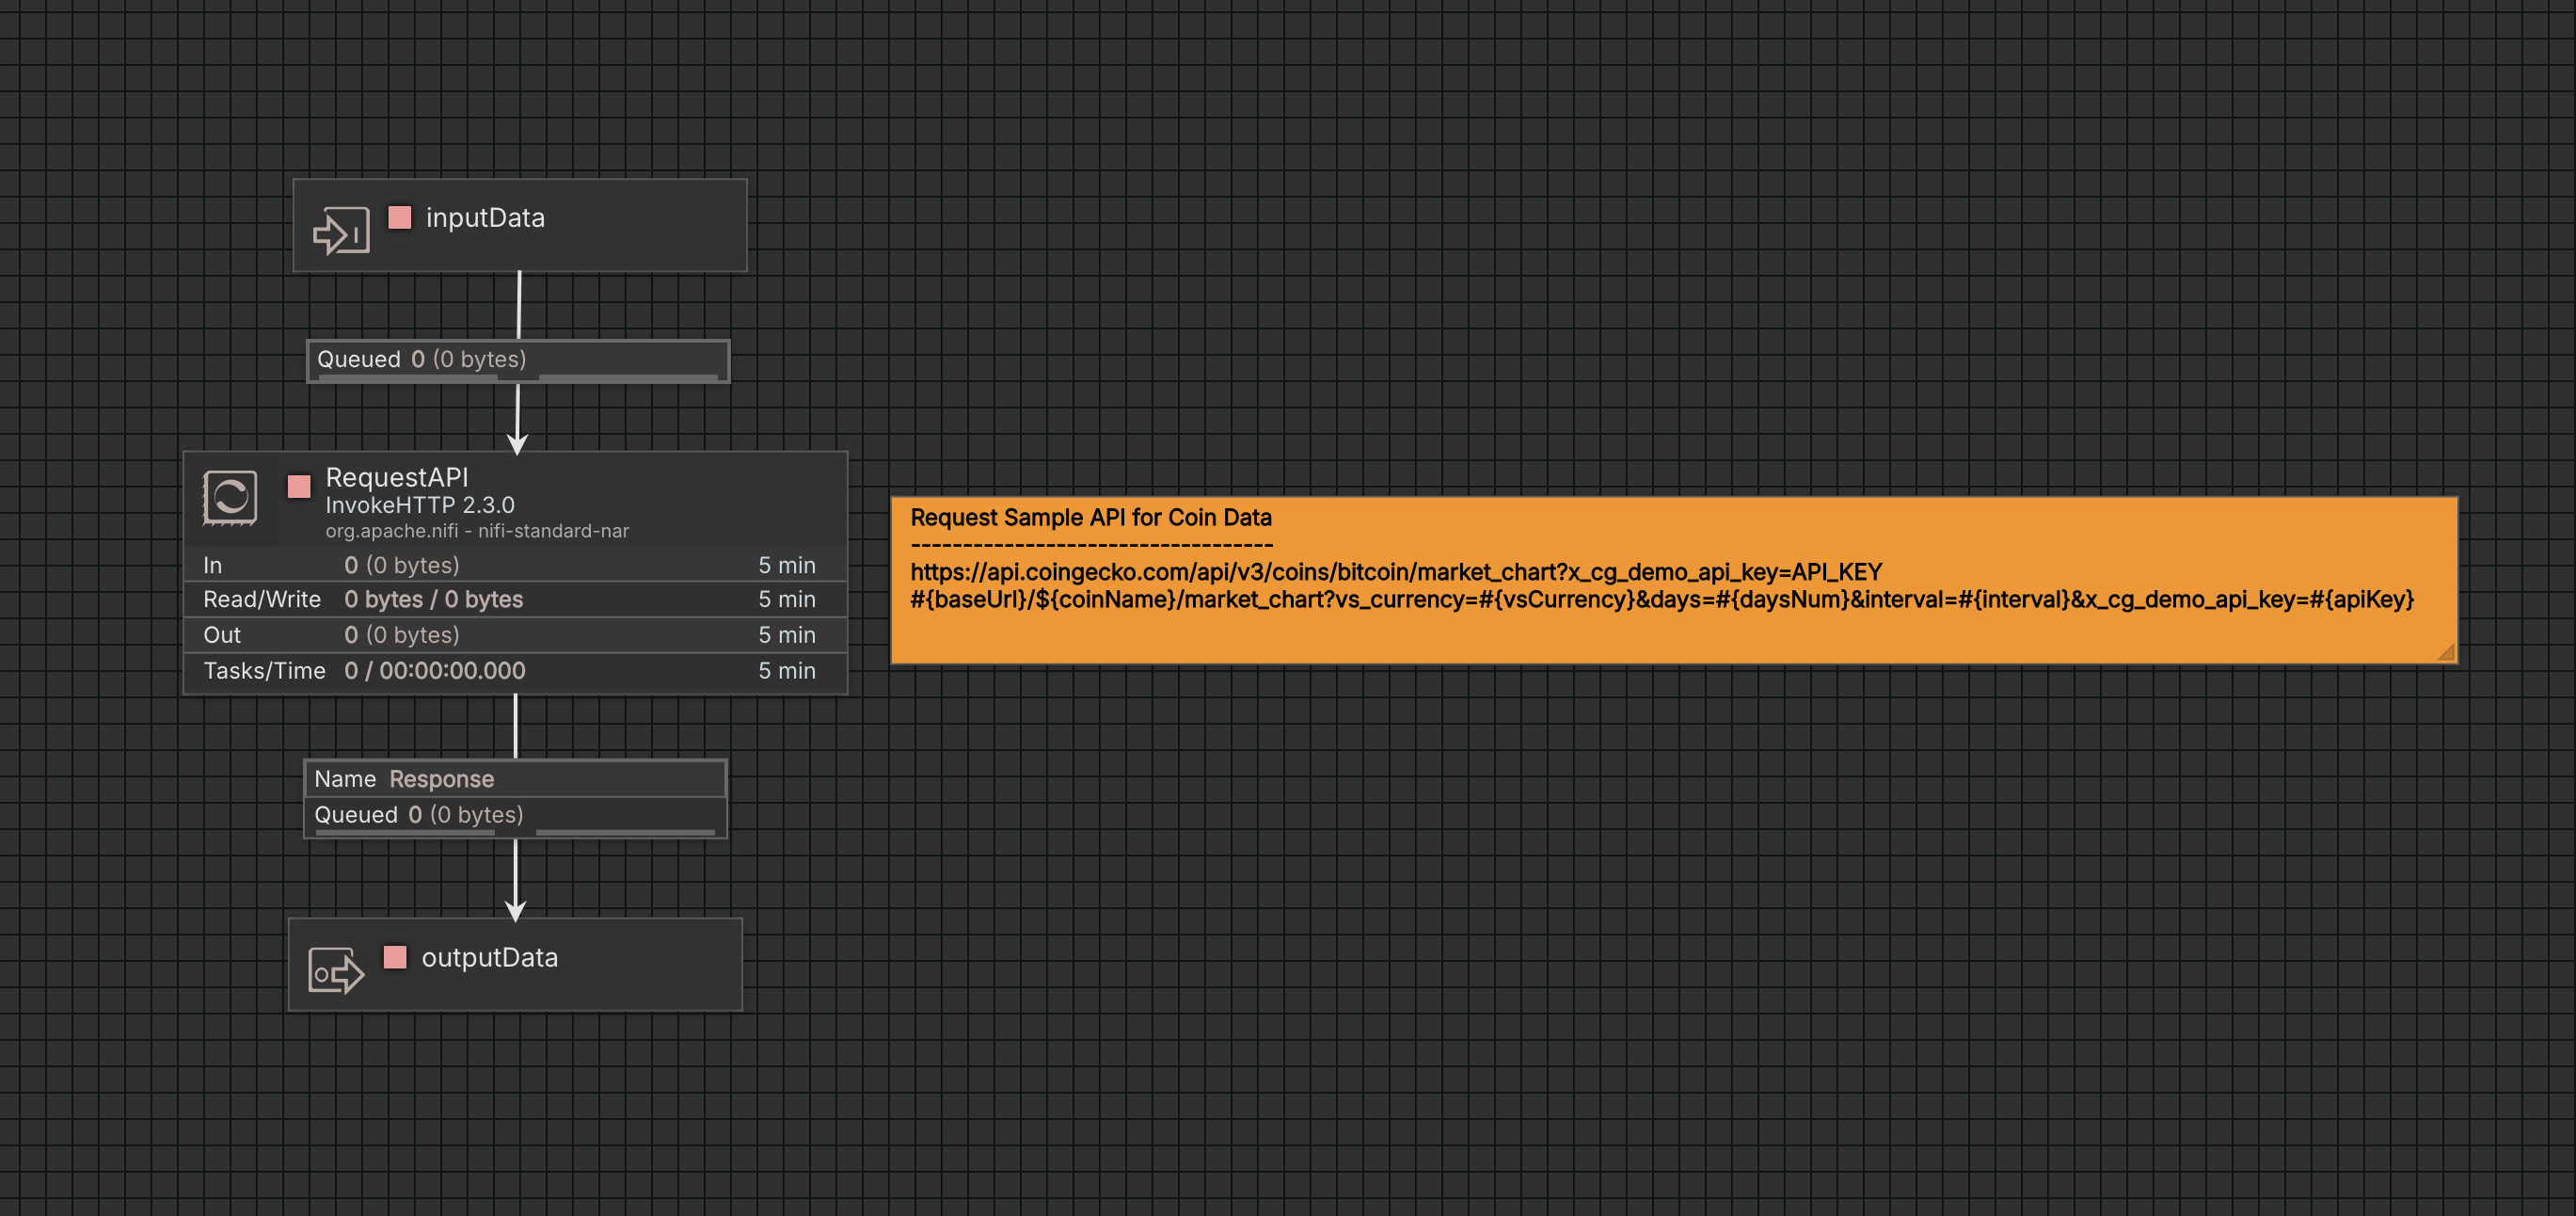 inputData
Queued 0 (0 bytes)
RequestAPI
InvokeHTTP 2.3.0
org.apache.nifi - nifi-standard-nar
In 0 (0 bytes) 5 min
Read/Write 0 bytes / 0 bytes 5 min
Out 0 (0 bytes) 5 min
Tasks/Time 0 / 00:00:00.000 5 min
Request Sample API for Coin Data
-----------------------------------
https://api.coingecko.com/api/v3/coins/bitcoin/market_chart?x_cg_demo_api_key=API_KEY
#{baseUrl}/${coinName}/market_chart?vs_currency=#{vsCurrency}&days=#{daysNum}&interval=#{interval}&x_cg_demo_api_key=#{apiKey}
Name Response
Queued 0 (0 bytes)
outputData